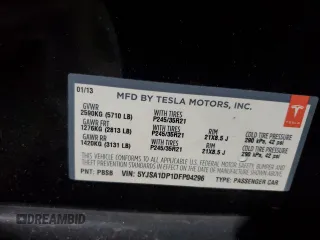 01/13
MFD BY TESLA MOTORS, INC.
GVWR
2590KG (5710 LB) WITH TIRES P245/35R21 RIM 21X8.5 J COLD TIRE PRESSURE 290 kPa, 42 psi
GAWR FRT
1276KG (2813 LB) WITH TIRES P245/35R21 RIM 21X8.5 J COLD TIRE PRESSURE 290 kPa, 42 psi
GAWR RR
1420KG (3131 LB)
THIS VEHICLE CONFORMS TO ALL APPLICABLE FEDERAL MOTOR VEHICLE SAFETY, BUMPER AND
THEFT PREVENTION STANDARDS IN EFFECT ON THE DATE OF MANUFACTURE SHOWN ABOVE.
PNT: PBSB VIN: 5YJSA1DP1DFP04296 TYPE: PASSENGER CAR
TESLA
DREAMBID